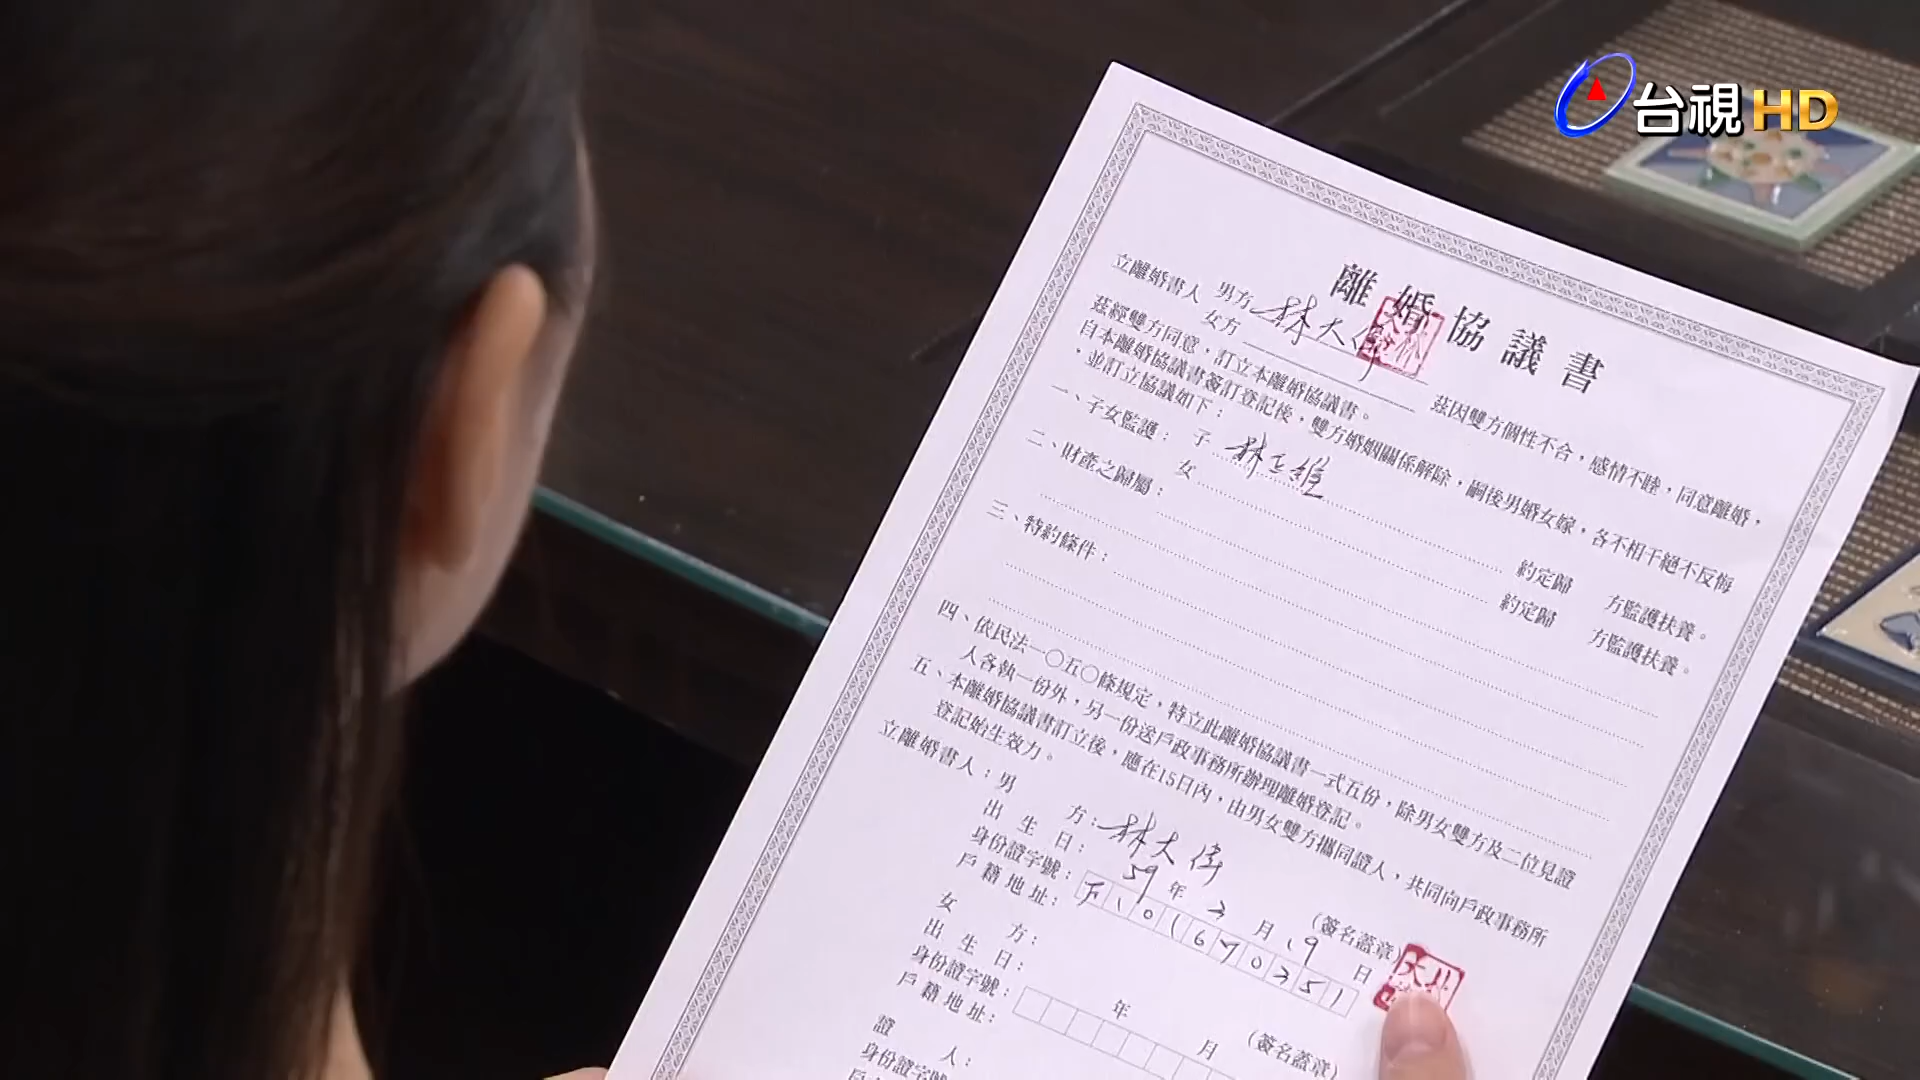 台視HD
離婚協議書
立離婚書人 男方 林大偉
女方
茲因雙方個性不合，感情不睦，同意離婚，
茲經雙方同意，訂立本離婚協議書。
自本離婚協議書簽訂登記後，雙方婚姻關係解除，嗣後男婚女嫁，各不相干絕不反悔
，並訂立協議如下：
一、子女監護：子 林正維 約定歸 方監護扶養。
女 約定歸 方監護扶養。
二、財產之歸屬：
三、特約條件：
四、依民法一〇五〇條規定，特立此離婚協議書一式五份，除男女雙方及二位見證
人各執一份外，另一份送戶政事務所辦理離婚登記。
五、本離婚協議書訂立後，應在15日內，由男女雙方攜同證人，共同向戶政事務所
登記始生效力。
立離婚書人：男 方：林大偉 (簽名蓋章)
出生日：59年2月19日
身份證字號：F101670351
戶籍地址：
女 方： (簽名蓋章)
出生日： 年 月
身份證字號：
戶籍地址：
證 人：
身份證字號